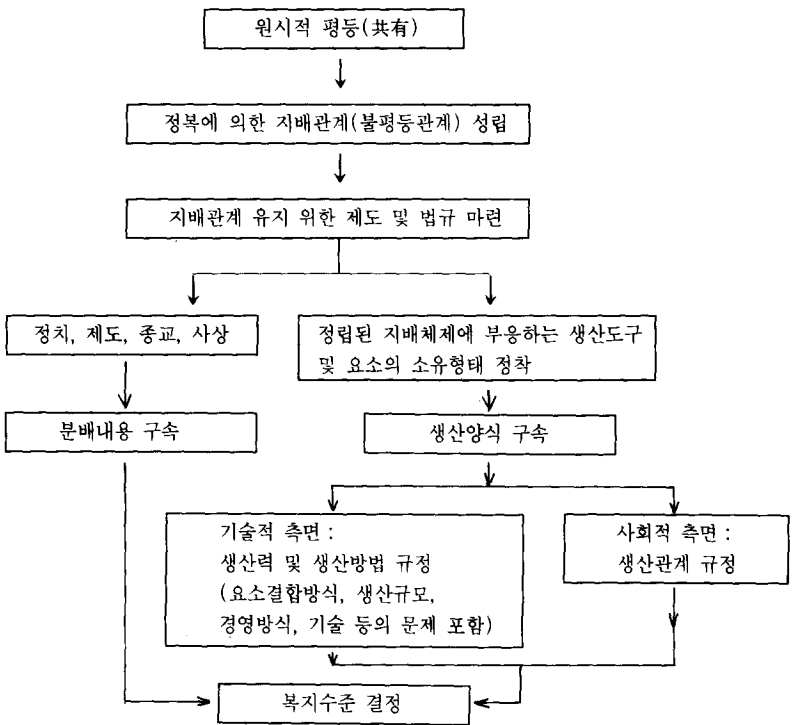 원시적 평등(共有)
정복에 의한 지배관계(불평등관계) 성립
지배관계 유지 위한 제도 및 법규 마련
정치, 제도, 종교, 사상
정립된 지배체제에 부응하는 생산도구
및 요소의 소유형태 정착
분배내용 구속
생산양식 구속
기술적 측면 :
생산력 및 생산방법 규정
(요소결합방식, 생산규모,
경영방식, 기술 등의 문제 포함)
사회적 측면 :
생산관계 규정
복지수준 결정